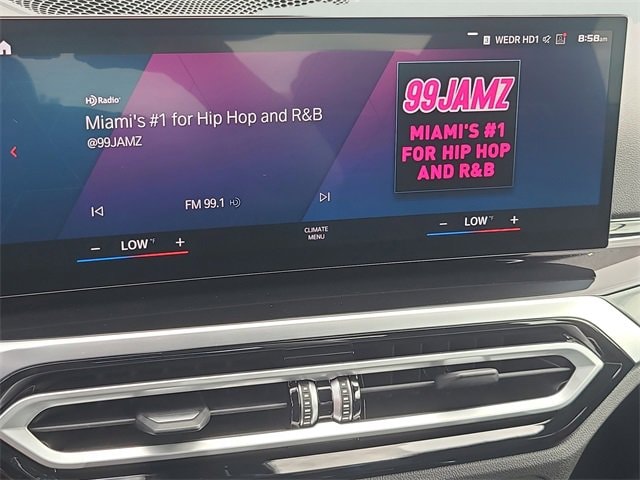 WEDR HD1 8:58am
HD Radio
Miami's #1 for Hip Hop and R&B
@99JAMZ
99JAMZ
MIAMI'S #1
FOR HIP HOP
AND R&B
FM 99.1 HD
− LOW °F +
CLIMATE
MENU
− LOW °F +